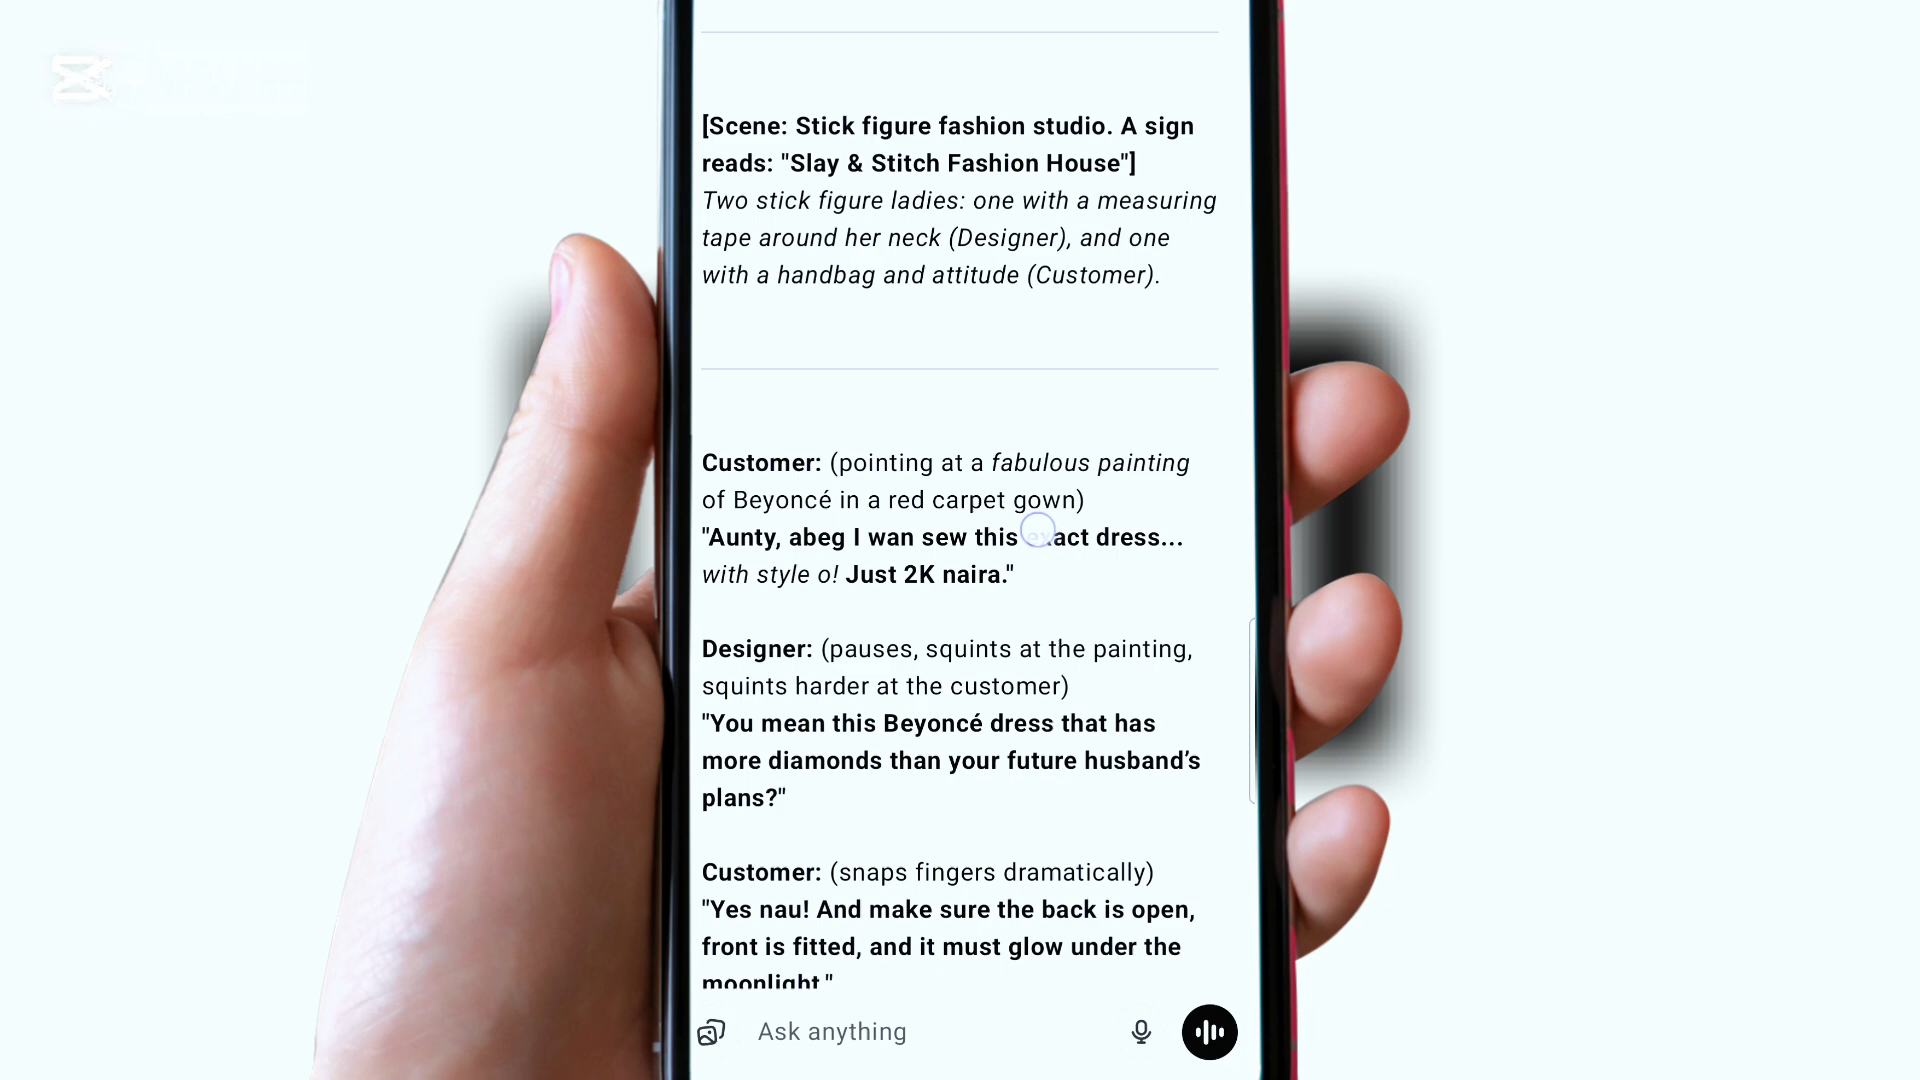 [Scene: Stick figure fashion studio. A sign
reads: "Slay & Stitch Fashion House"]
Two stick figure ladies: one with a measuring
tape around her neck (Designer), and one
with a handbag and attitude (Customer).
Customer: (pointing at a fabulous painting
of Beyoncé in a red carpet gown)
"Aunty, abeg I wan sew this exact dress...
with style o! Just 2K naira."
Designer: (pauses, squints at the painting,
squints harder at the customer)
"You mean this Beyoncé dress that has
more diamonds than your future husband’s
plans?"
Customer: (snaps fingers dramatically)
"Yes nau! And make sure the back is open,
front is fitted, and it must glow under the
moonlight."
Ask anything